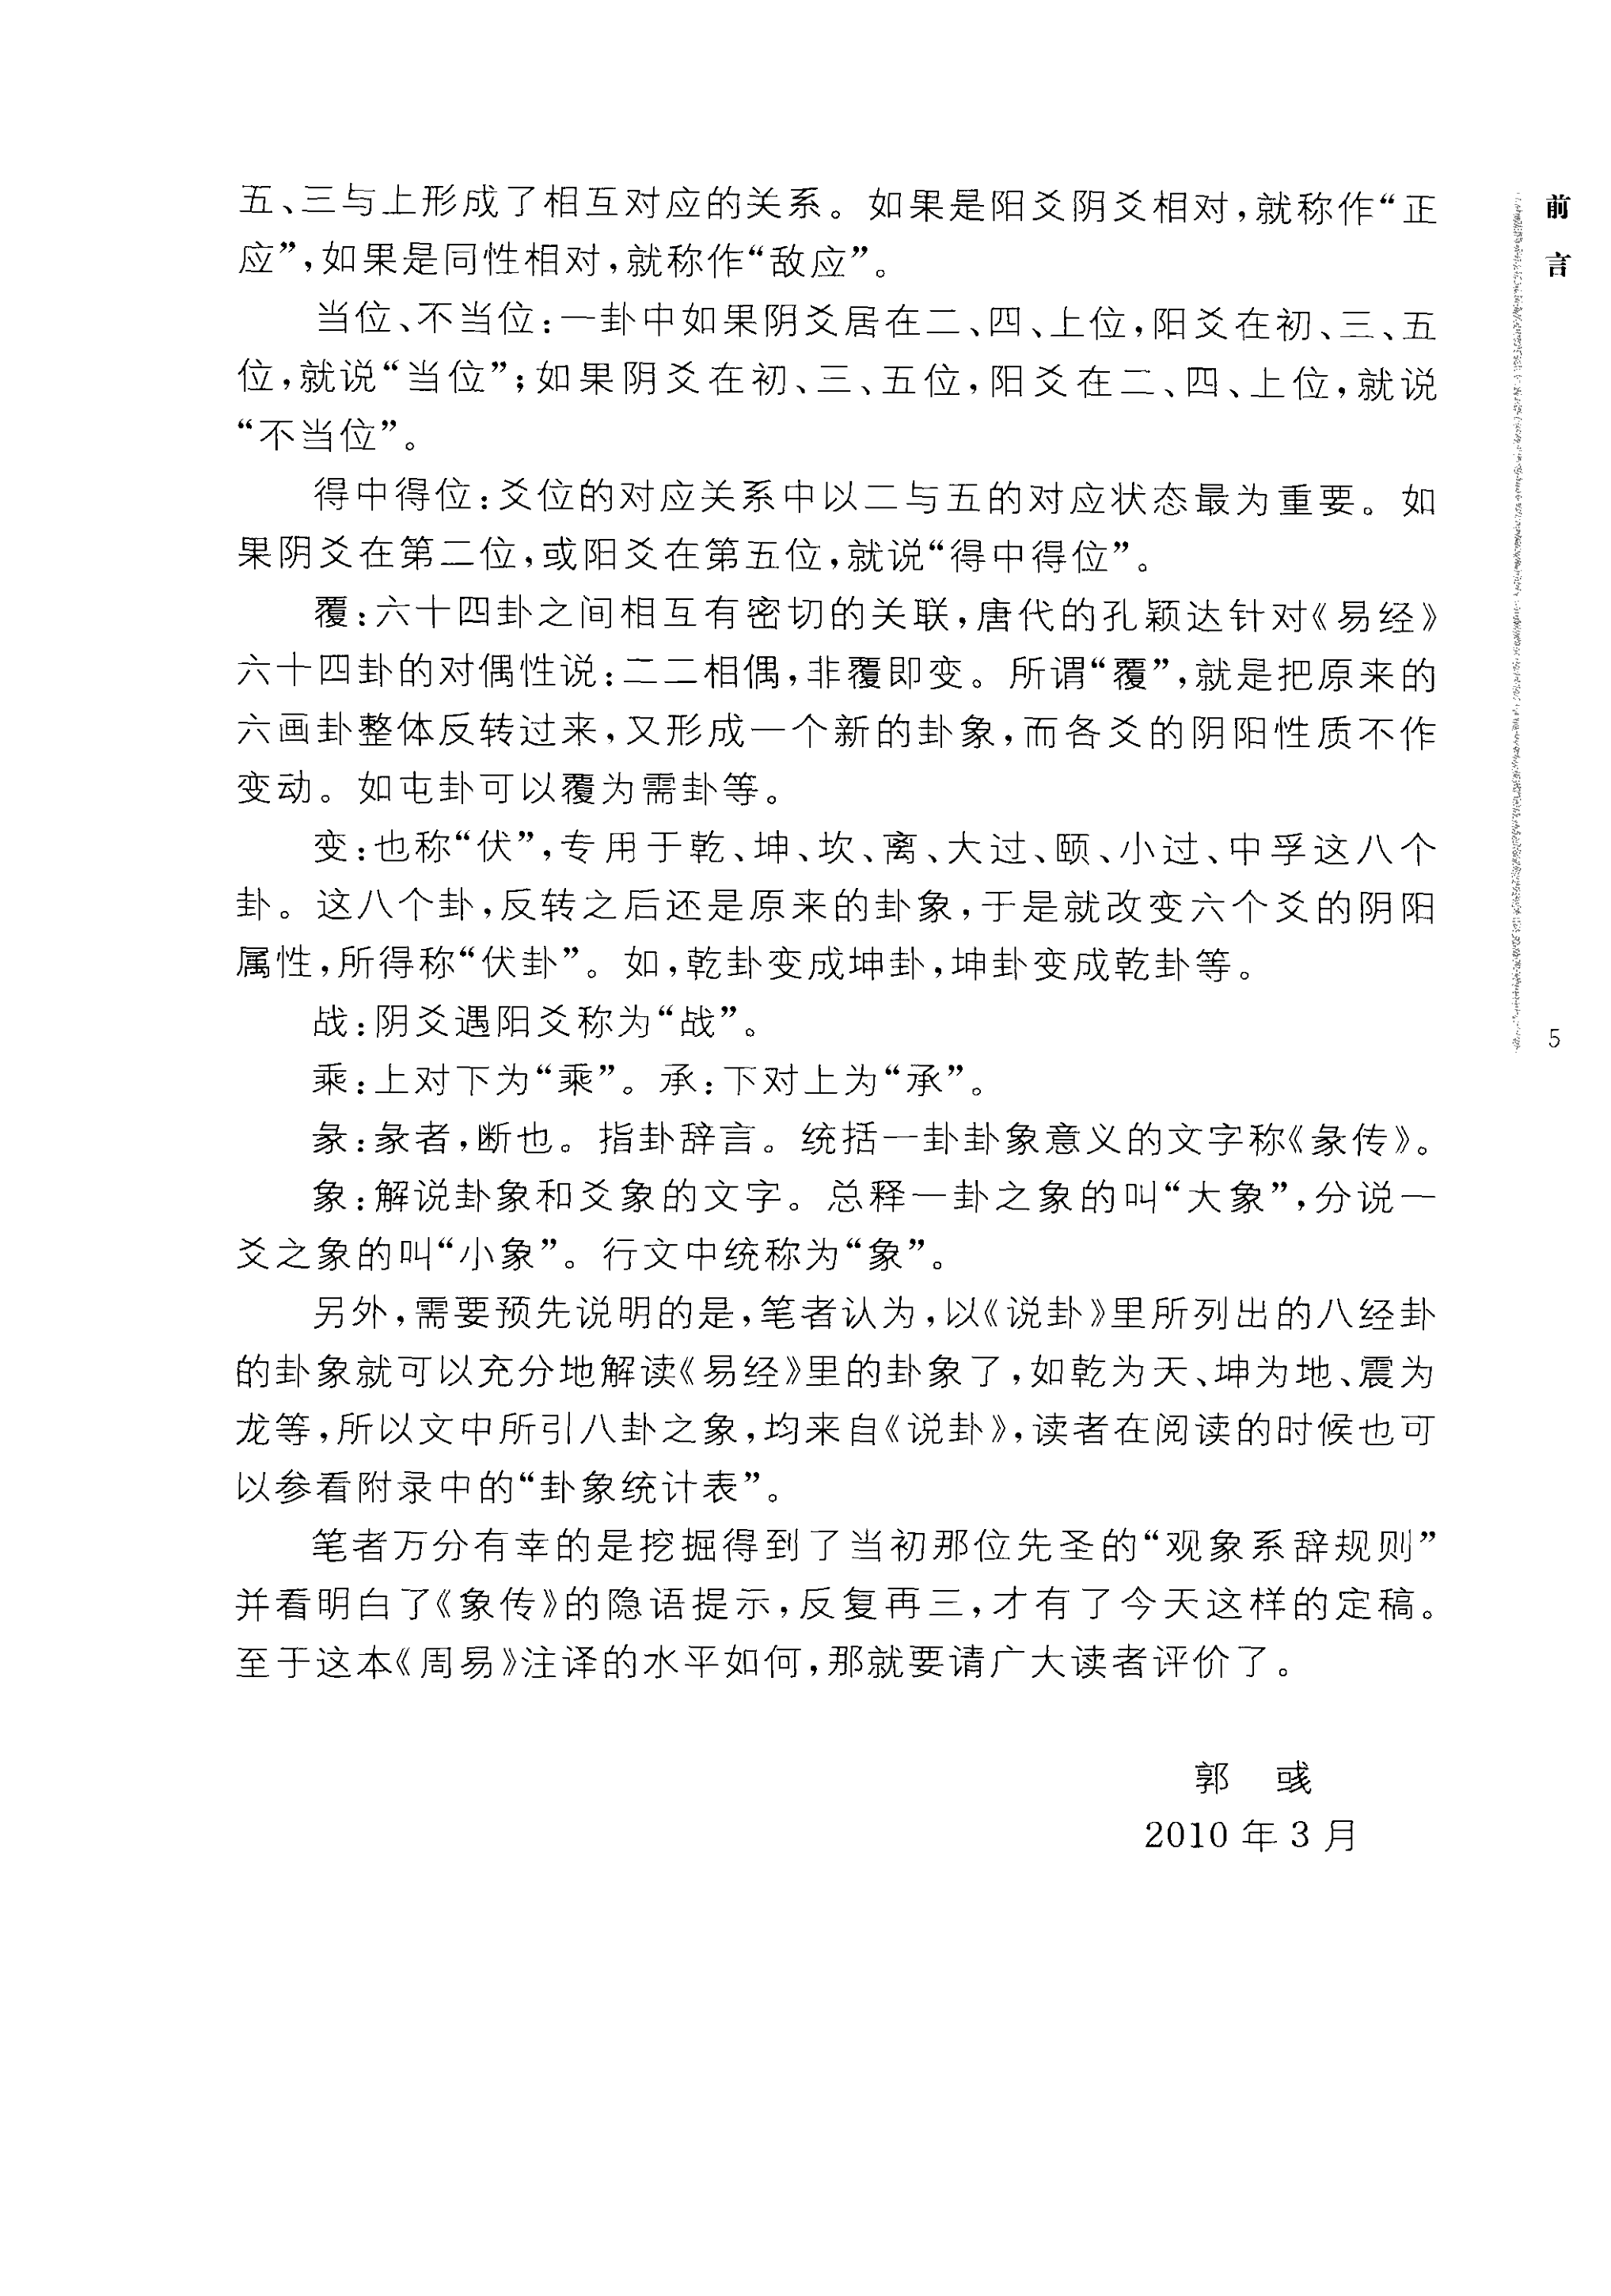 五、三与上形成了相互对应的关系。如果是阳爻阴爻相对，就称作“正
应”，如果是同性相对，就称作“敌应”。
当位、不当位：一卦中如果阴爻居在二、四、上位，阳爻在初、三、五
位，就说“当位”；如果阴爻在初、三、五位，阳爻在二、四、上位，就说
“不当位”。
得中得位：爻位的对应关系中以二与五的对应状态最为重要。如
果阴爻在第二位，或阳爻在第五位，就说“得中得位”。
覆：六十四卦之间相互有密切的关联，唐代的孔颖达针对《易经》
六十四卦的对偶性说：二二相偶，非覆即变。所谓“覆”，就是把原来的
六画卦整体反转过来，又形成一个新的卦象，而各爻的阴阳性质不作
变动。如屯卦可以覆为需卦等。
变：也称“伏”，专用于乾、坤、坎、离、大过、颐、小过、中孚这八个
卦。这八个卦，反转之后还是原来的卦象，于是就改变六个爻的阴阳
属性，所得称“伏卦”。如，乾卦变成坤卦，坤卦变成乾卦等。
战：阴爻遇阳爻称为“战”。
乘：上对下为“乘”。承：下对上为“承”。
彖：彖者，断也。指卦辞言。统括一卦卦象意义的文字称《彖传》。
象：解说卦象和爻象的文字。总释一卦之象的叫“大象”，分说一
爻之象的叫“小象”。行文中统称为“象”。
另外，需要预先说明的是，笔者认为，以《说卦》里所列出的八经卦
的卦象就可以充分地解读《易经》里的卦象了，如乾为天、坤为地、震为
龙等，所以文中所引八卦之象，均来自《说卦》，读者在阅读的时候也可
以参看附录中的“卦象统计表”。
笔者万分有幸的是挖掘得到了当初那位先圣的“观象系辞规则”
并看明白了《象传》的隐语提示，反复再三，才有了今天这样的定稿。
至于这本《周易》注译的水平如何，那就要请广大读者评价了。
郭 彧
2010 年 3 月
前言
5